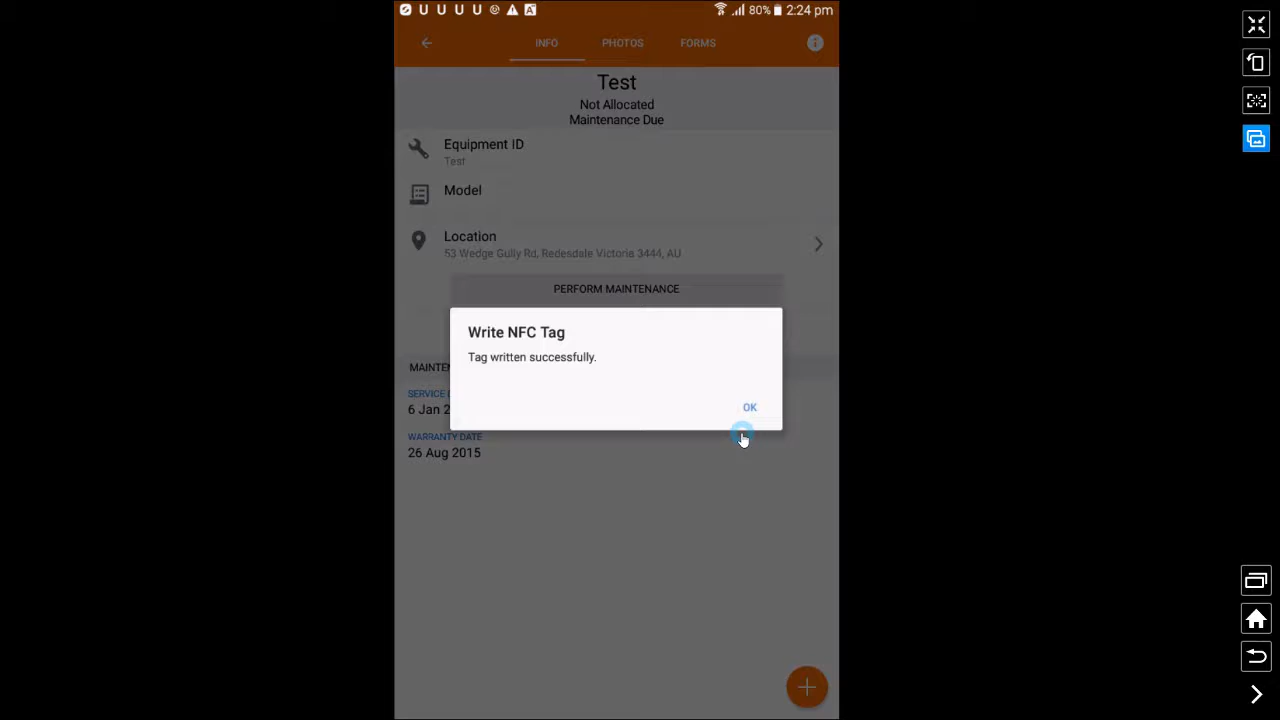 U U U U 80% 2:24 pm
INFO PHOTOS FORMS
Test
Not Allocated
Maintenance Due
Equipment ID
Test
Model
Location
53 Wedge Gully Rd, Redesdale Victoria 3444, AU
PERFORM MAINTENANCE
Write NFC Tag
Tag written successfully.
OK
SERVICE
6 Jan
WARRANTY DATE
26 Aug 2015